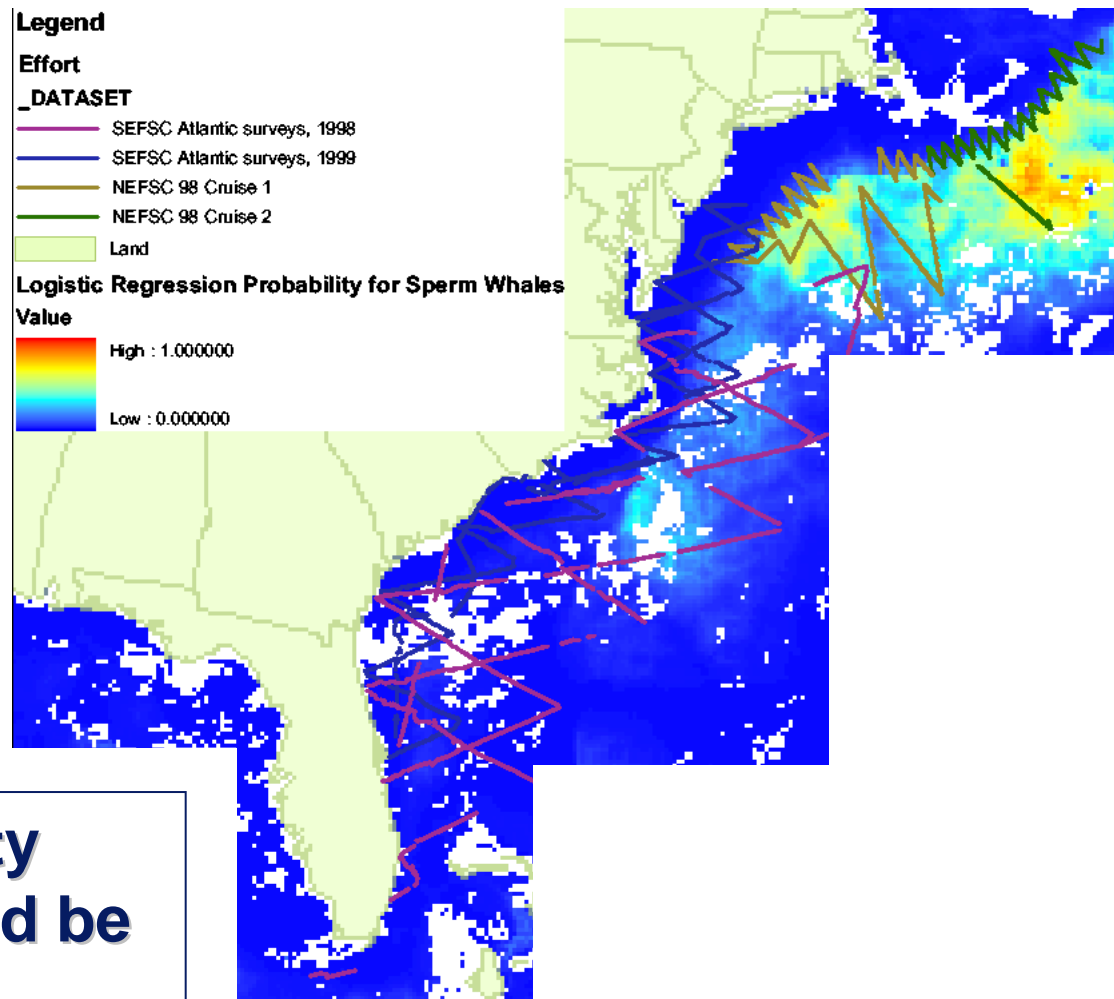 Legend
Effort
_DATASET
SEFSC Atlantic surveys, 1998
SEFSC Atlantic surveys, 1999
NEFSC 98 Cruise 1
NEFSC 98 Cruise 2
Land
Logistic Regression Probability for Sperm Whales
Value
High : 1.000000
Low : 0.000000
be